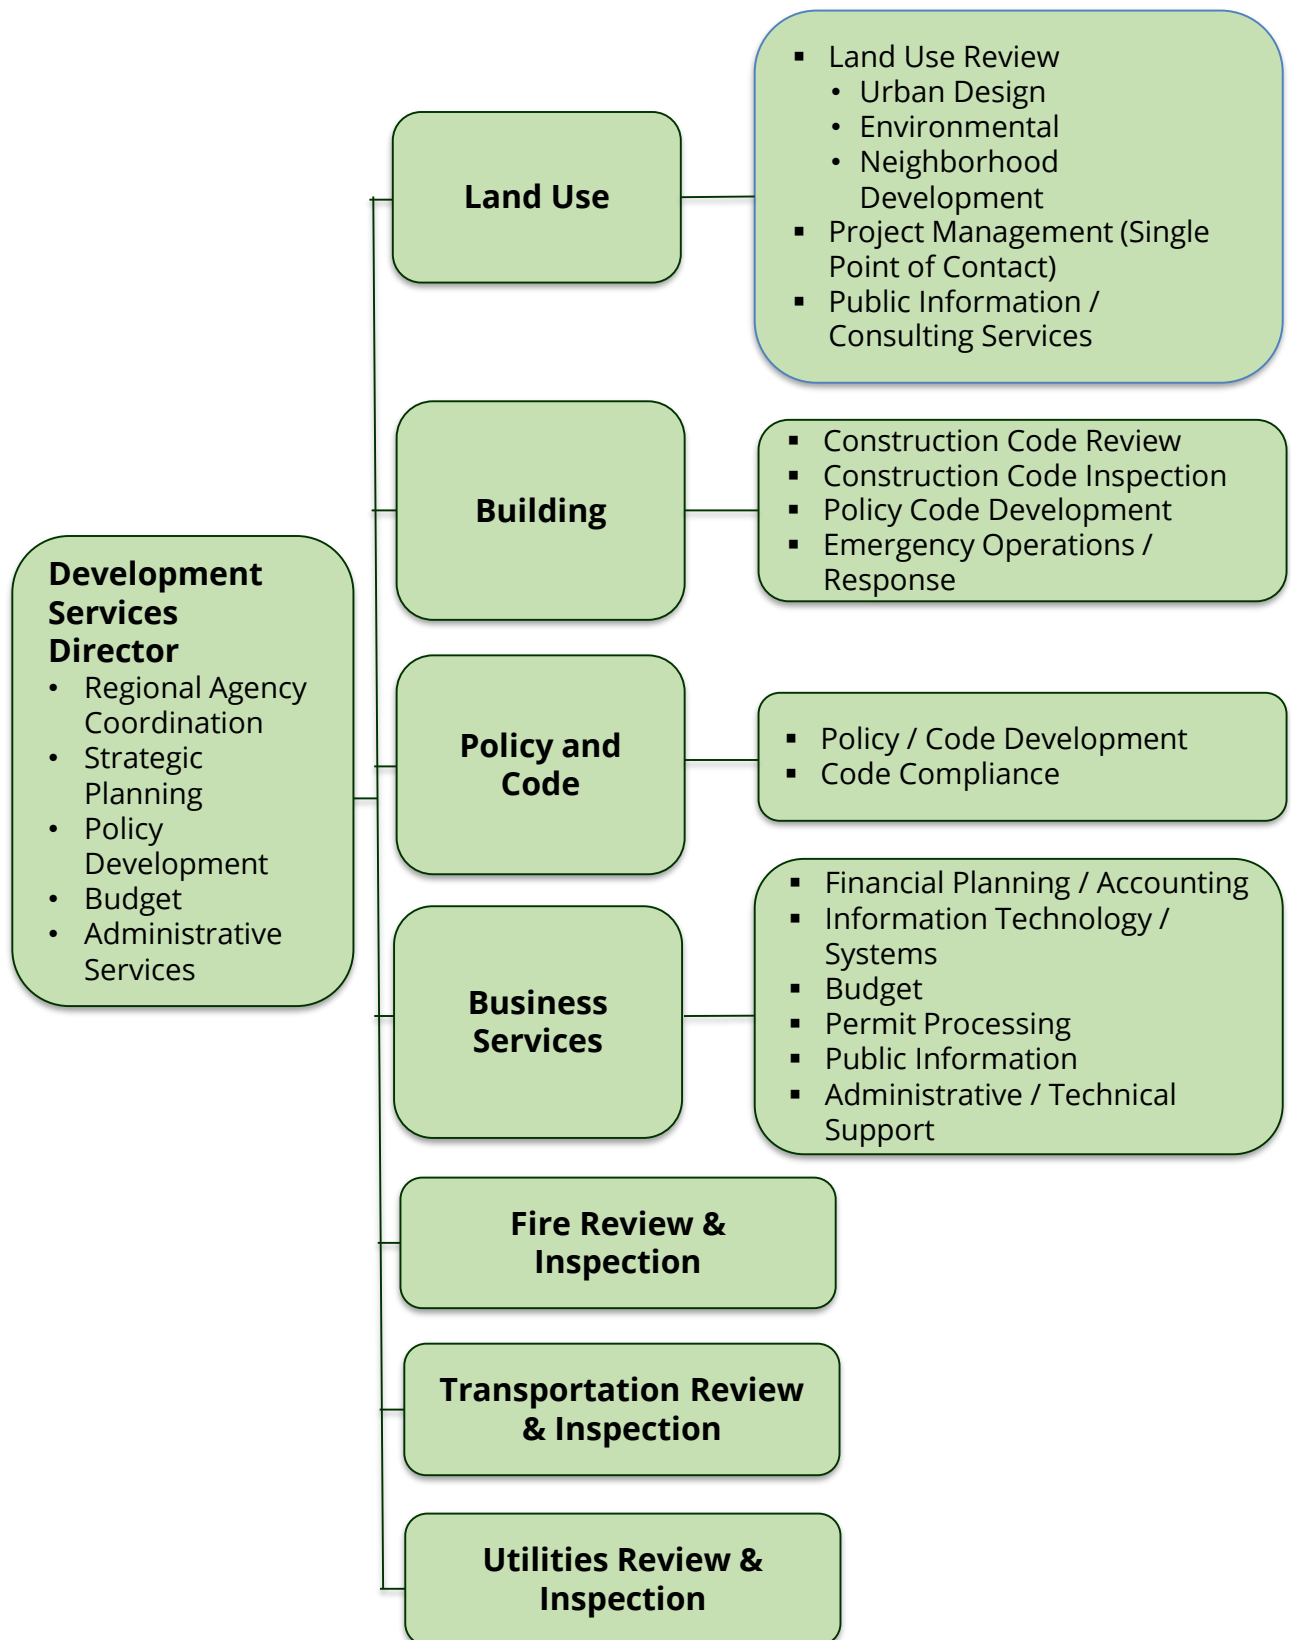 Development
Services
Director
• Regional Agency
Coordination
• Strategic
Planning
• Policy
Development
• Budget
• Administrative
Services
Land Use
▪ Land Use Review
• Urban Design
• Environmental
• Neighborhood
Development
▪ Project Management (Single
Point of Contact)
▪ Public Information /
Consulting Services
Building
▪ Construction Code Review
▪ Construction Code Inspection
▪ Policy Code Development
▪ Emergency Operations /
Response
Policy and
Code
▪ Policy / Code Development
▪ Code Compliance
Business
Services
▪ Financial Planning / Accounting
▪ Information Technology /
Systems
▪ Budget
▪ Permit Processing
▪ Public Information
▪ Administrative / Technical
Support
Fire Review &
Inspection
Transportation Review
& Inspection
Utilities Review &
Inspection